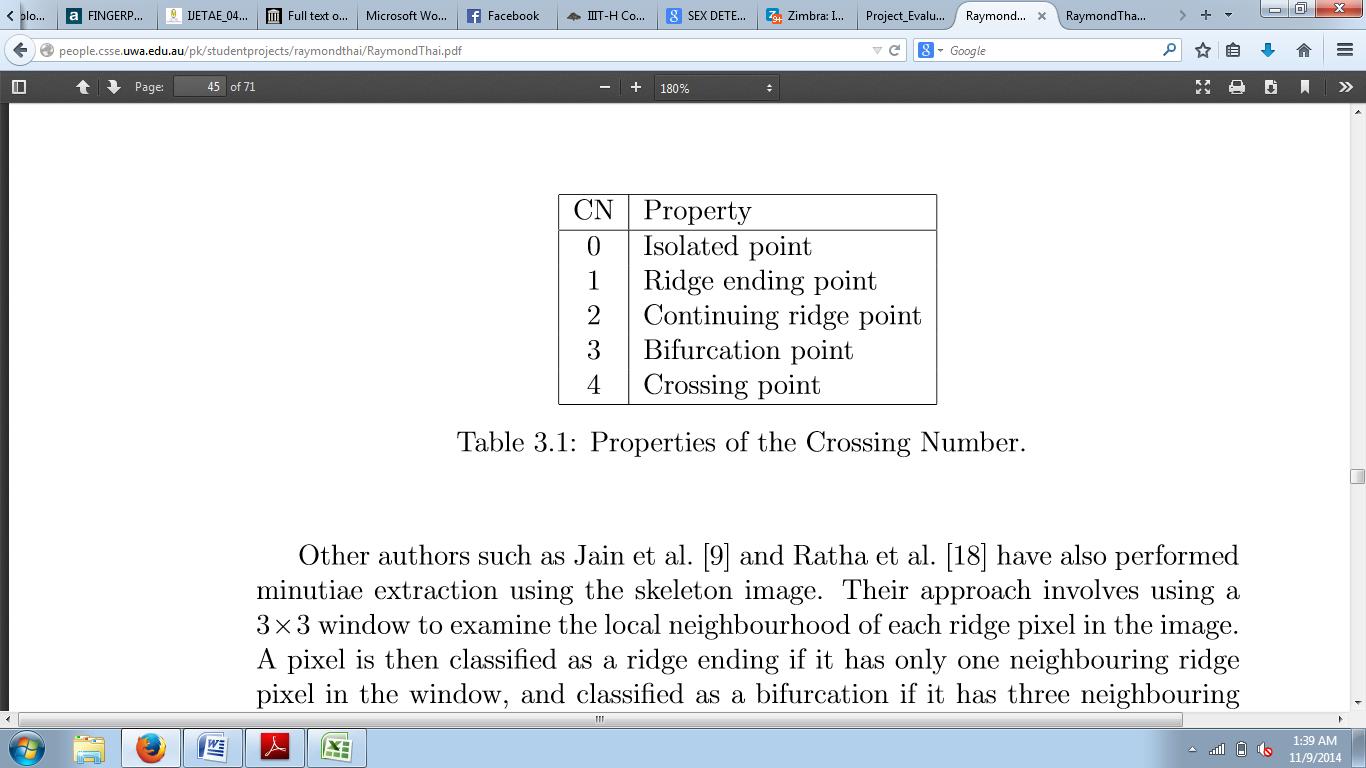 plo...
FINGERP...
IJETAE_04...
Full text o...
Microsoft Wo...
Facebook
IIIT-H Co...
SEX DETE...
Zimbra: I...
Project_Evalu...
Raymond...
RaymondTha...
people.csse.uwa.edu.au/pk/studentprojects/raymondthai/RaymondThai.pdf
Google
Page: 45 of 71
180%
CN Property
0 Isolated point
1 Ridge ending point
2 Continuing ridge point
3 Bifurcation point
4 Crossing point
Table 3.1: Properties of the Crossing Number.
Other authors such as Jain et al. [9] and Ratha et al. [18] have also performed
minutiae extraction using the skeleton image. Their approach involves using a
3×3 window to examine the local neighbourhood of each ridge pixel in the image.
A pixel is then classified as a ridge ending if it has only one neighbouring ridge
pixel in the window, and classified as a bifurcation if it has three neighbouring
1:39 AM
11/9/2014